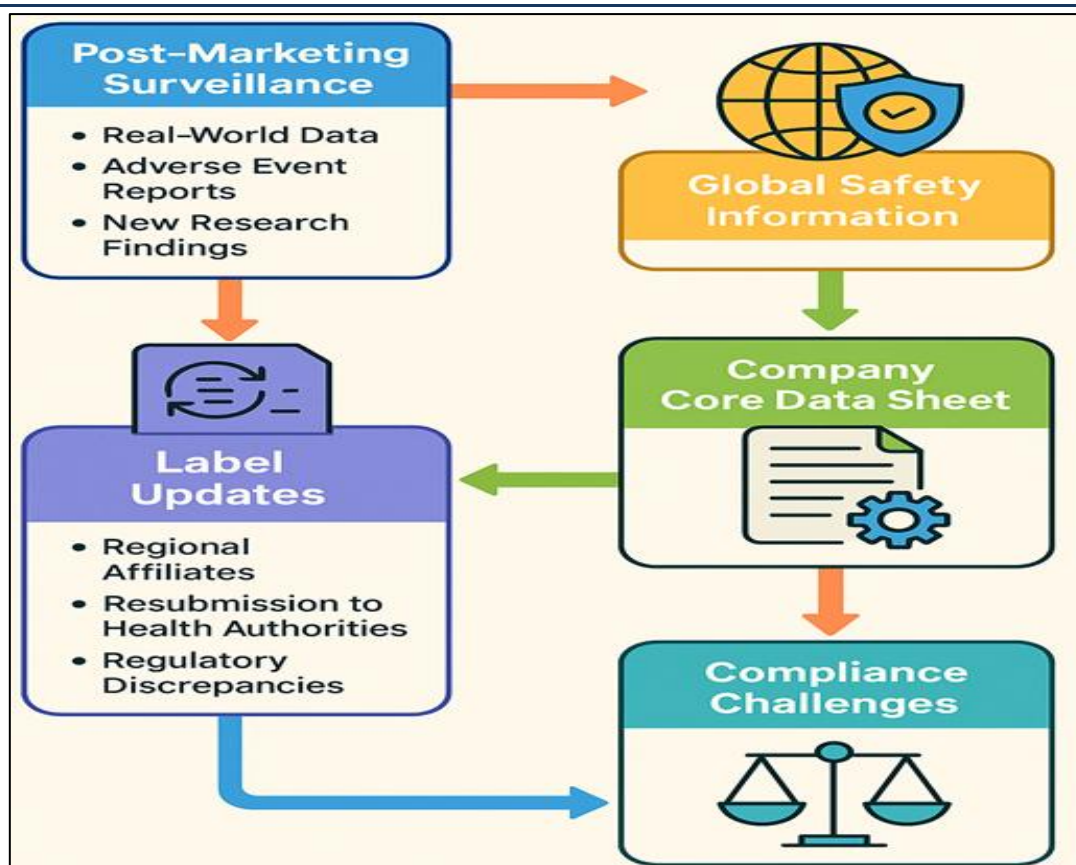 Post-Marketing
Surveillance
• Real-World Data
• Adverse Event
Reports
• New Research
Findings
Global Safety
Information
Company
Core Data Sheet
Label
Updates
• Regional
Affiliates
• Resubmission to
Health Authorities
• Regulatory
Discrepancies
Compliance
Challenges